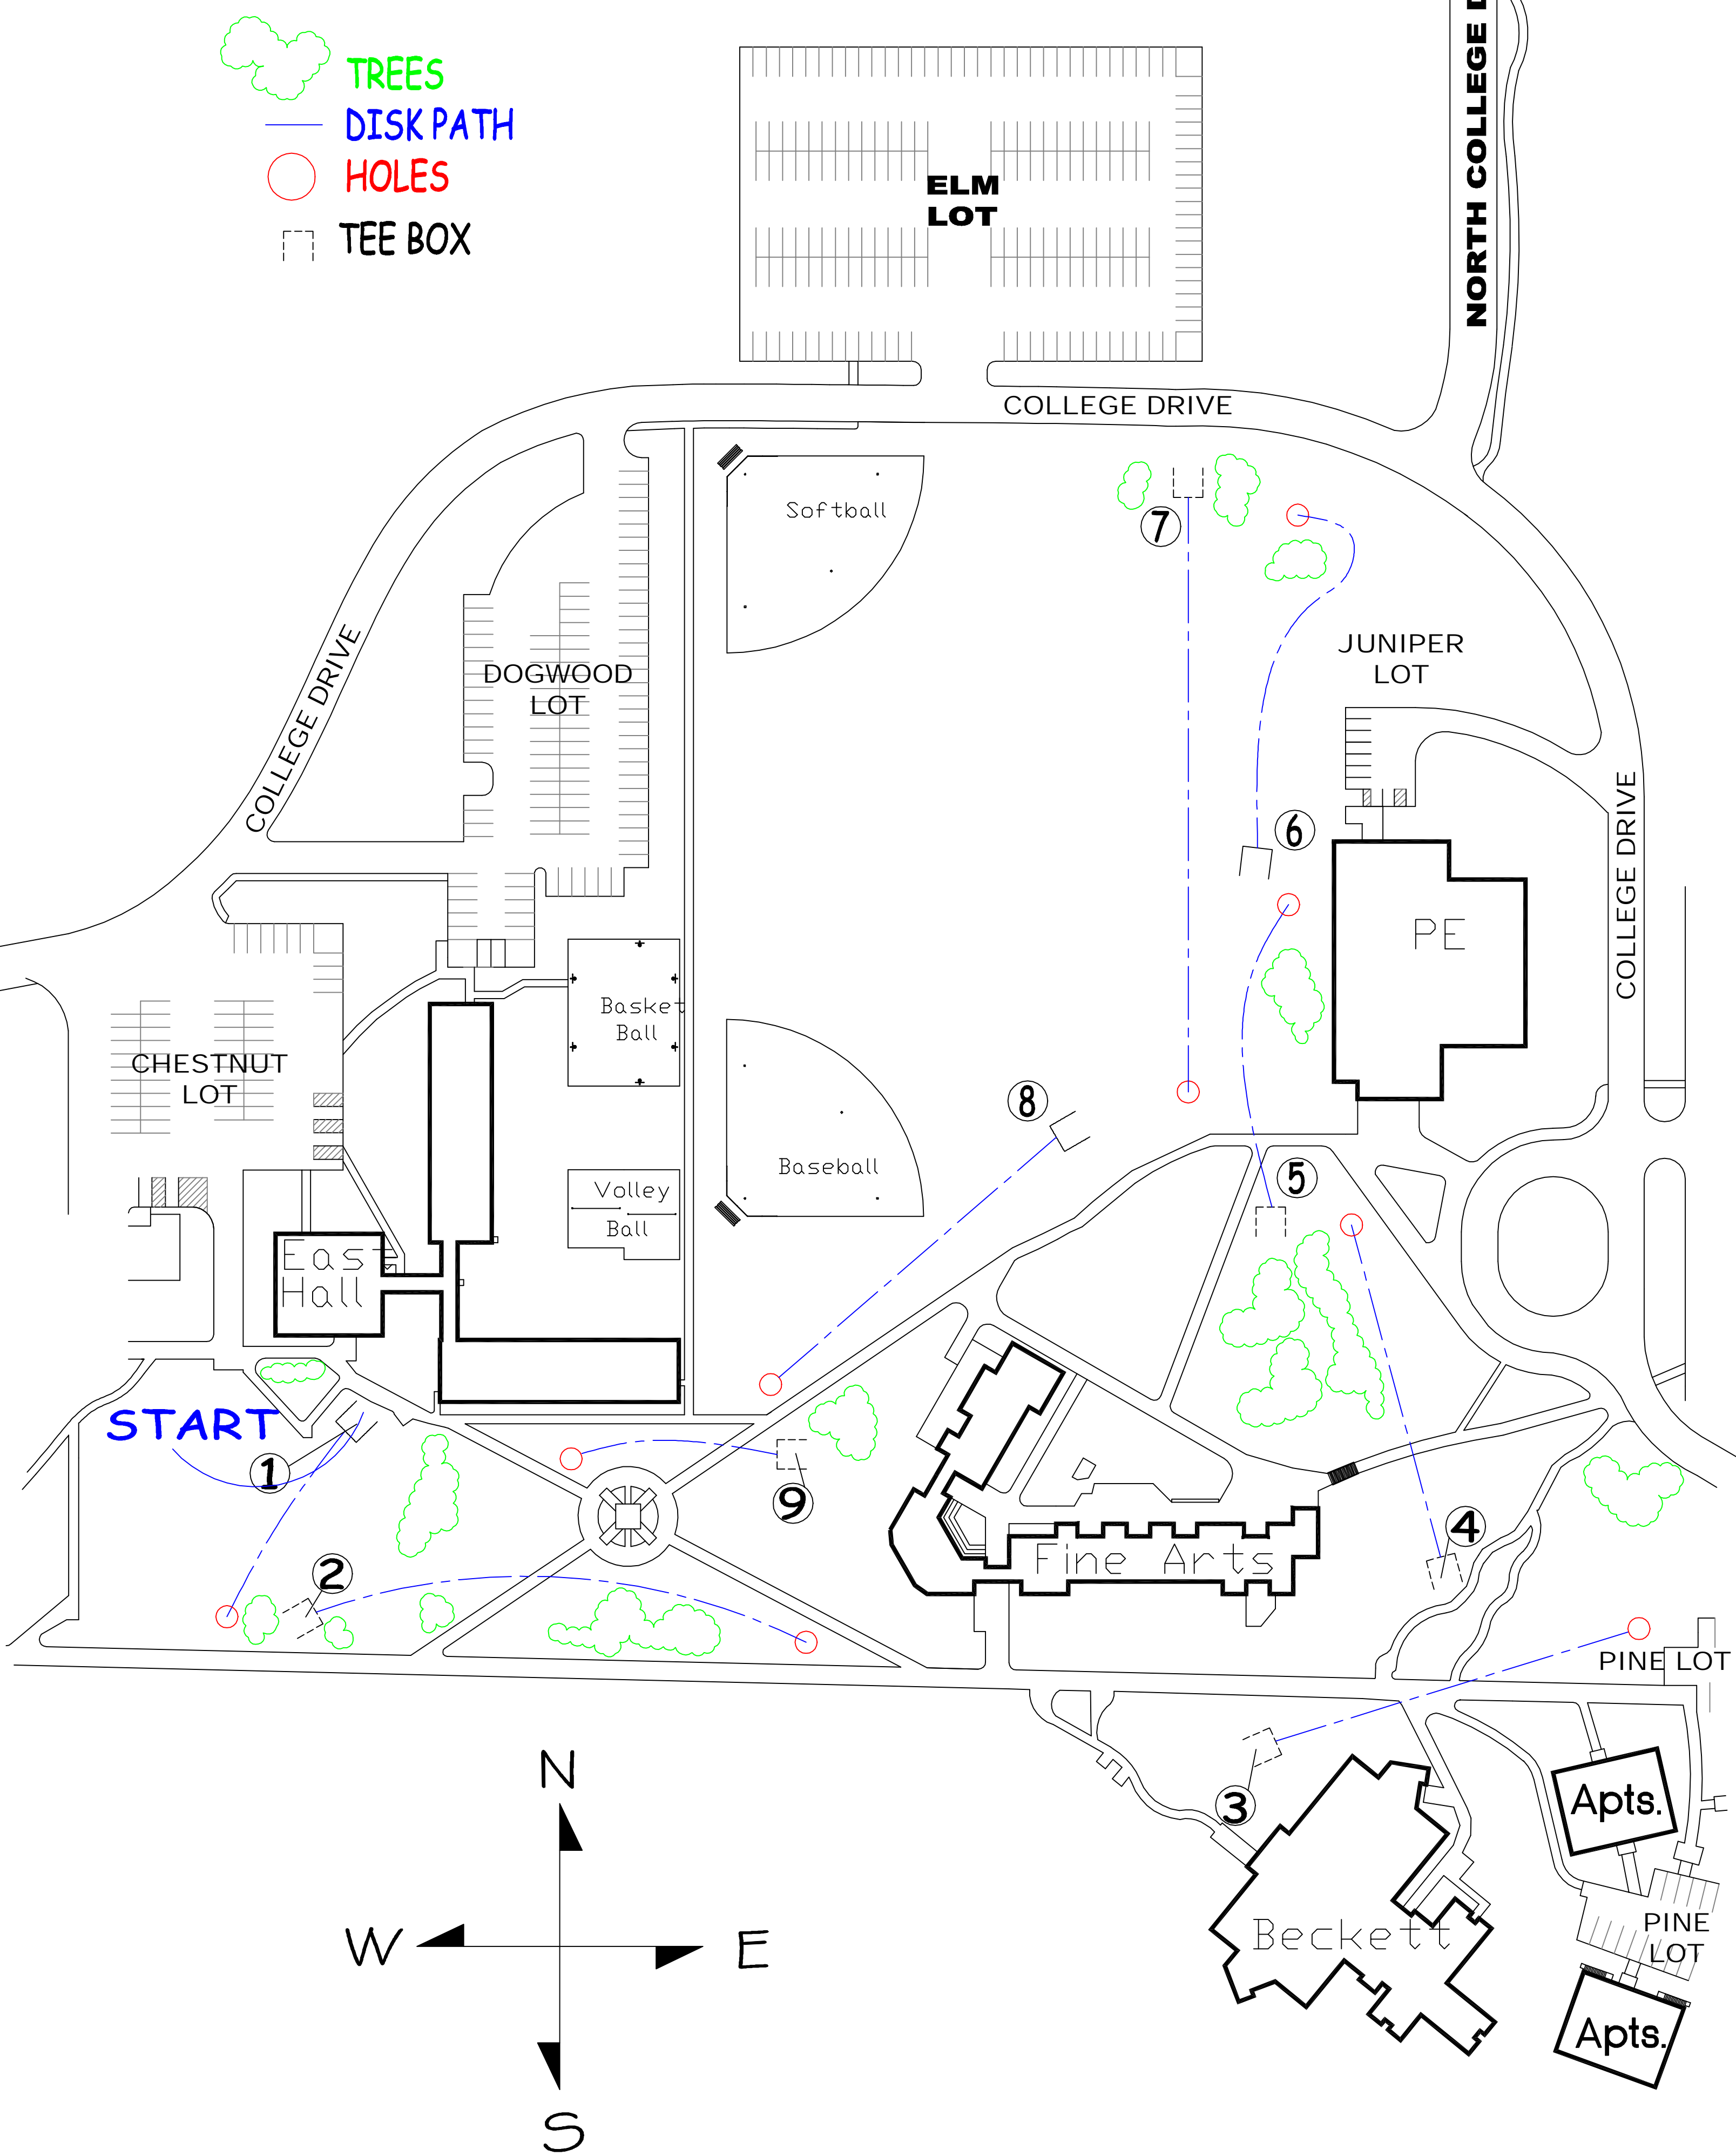 TREES
DISK PATH
HOLES
TEE BOX
ELM
LOT
NORTH COLLEGE
COLLEGE DRIVE
Softball
7
JUNIPER
LOT
DOGWOOD
LOT
COLLEGE DRIVE
6
COLLEGE DRIVE
PE
Basket
Ball
CHESTNUT
LOT
8
Baseball
5
Volley
Ball
East
Hall
START
1
9
4
Fine Arts
2
PINE LOT
3
Apts.
N
W
E
S
Beckett
PINE
LOT
Apts.